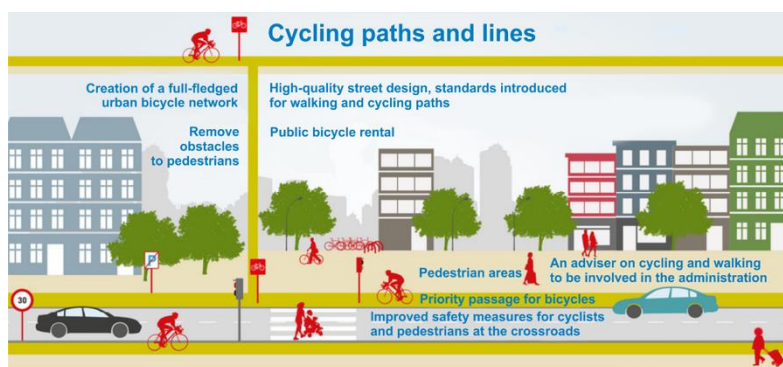 Cycling paths and lines
Creation of a full-fledged
urban bicycle network
Remove
obstacles
to pedestrians
High-quality street design, standards introduced
for walking and cycling paths
Public bicycle rental
P
Pedestrian areas
An adviser on cycling and walking
to be involved in the administration
30
Priority passage for bicycles
Improved safety measures for cyclists
and pedestrians at the crossroads